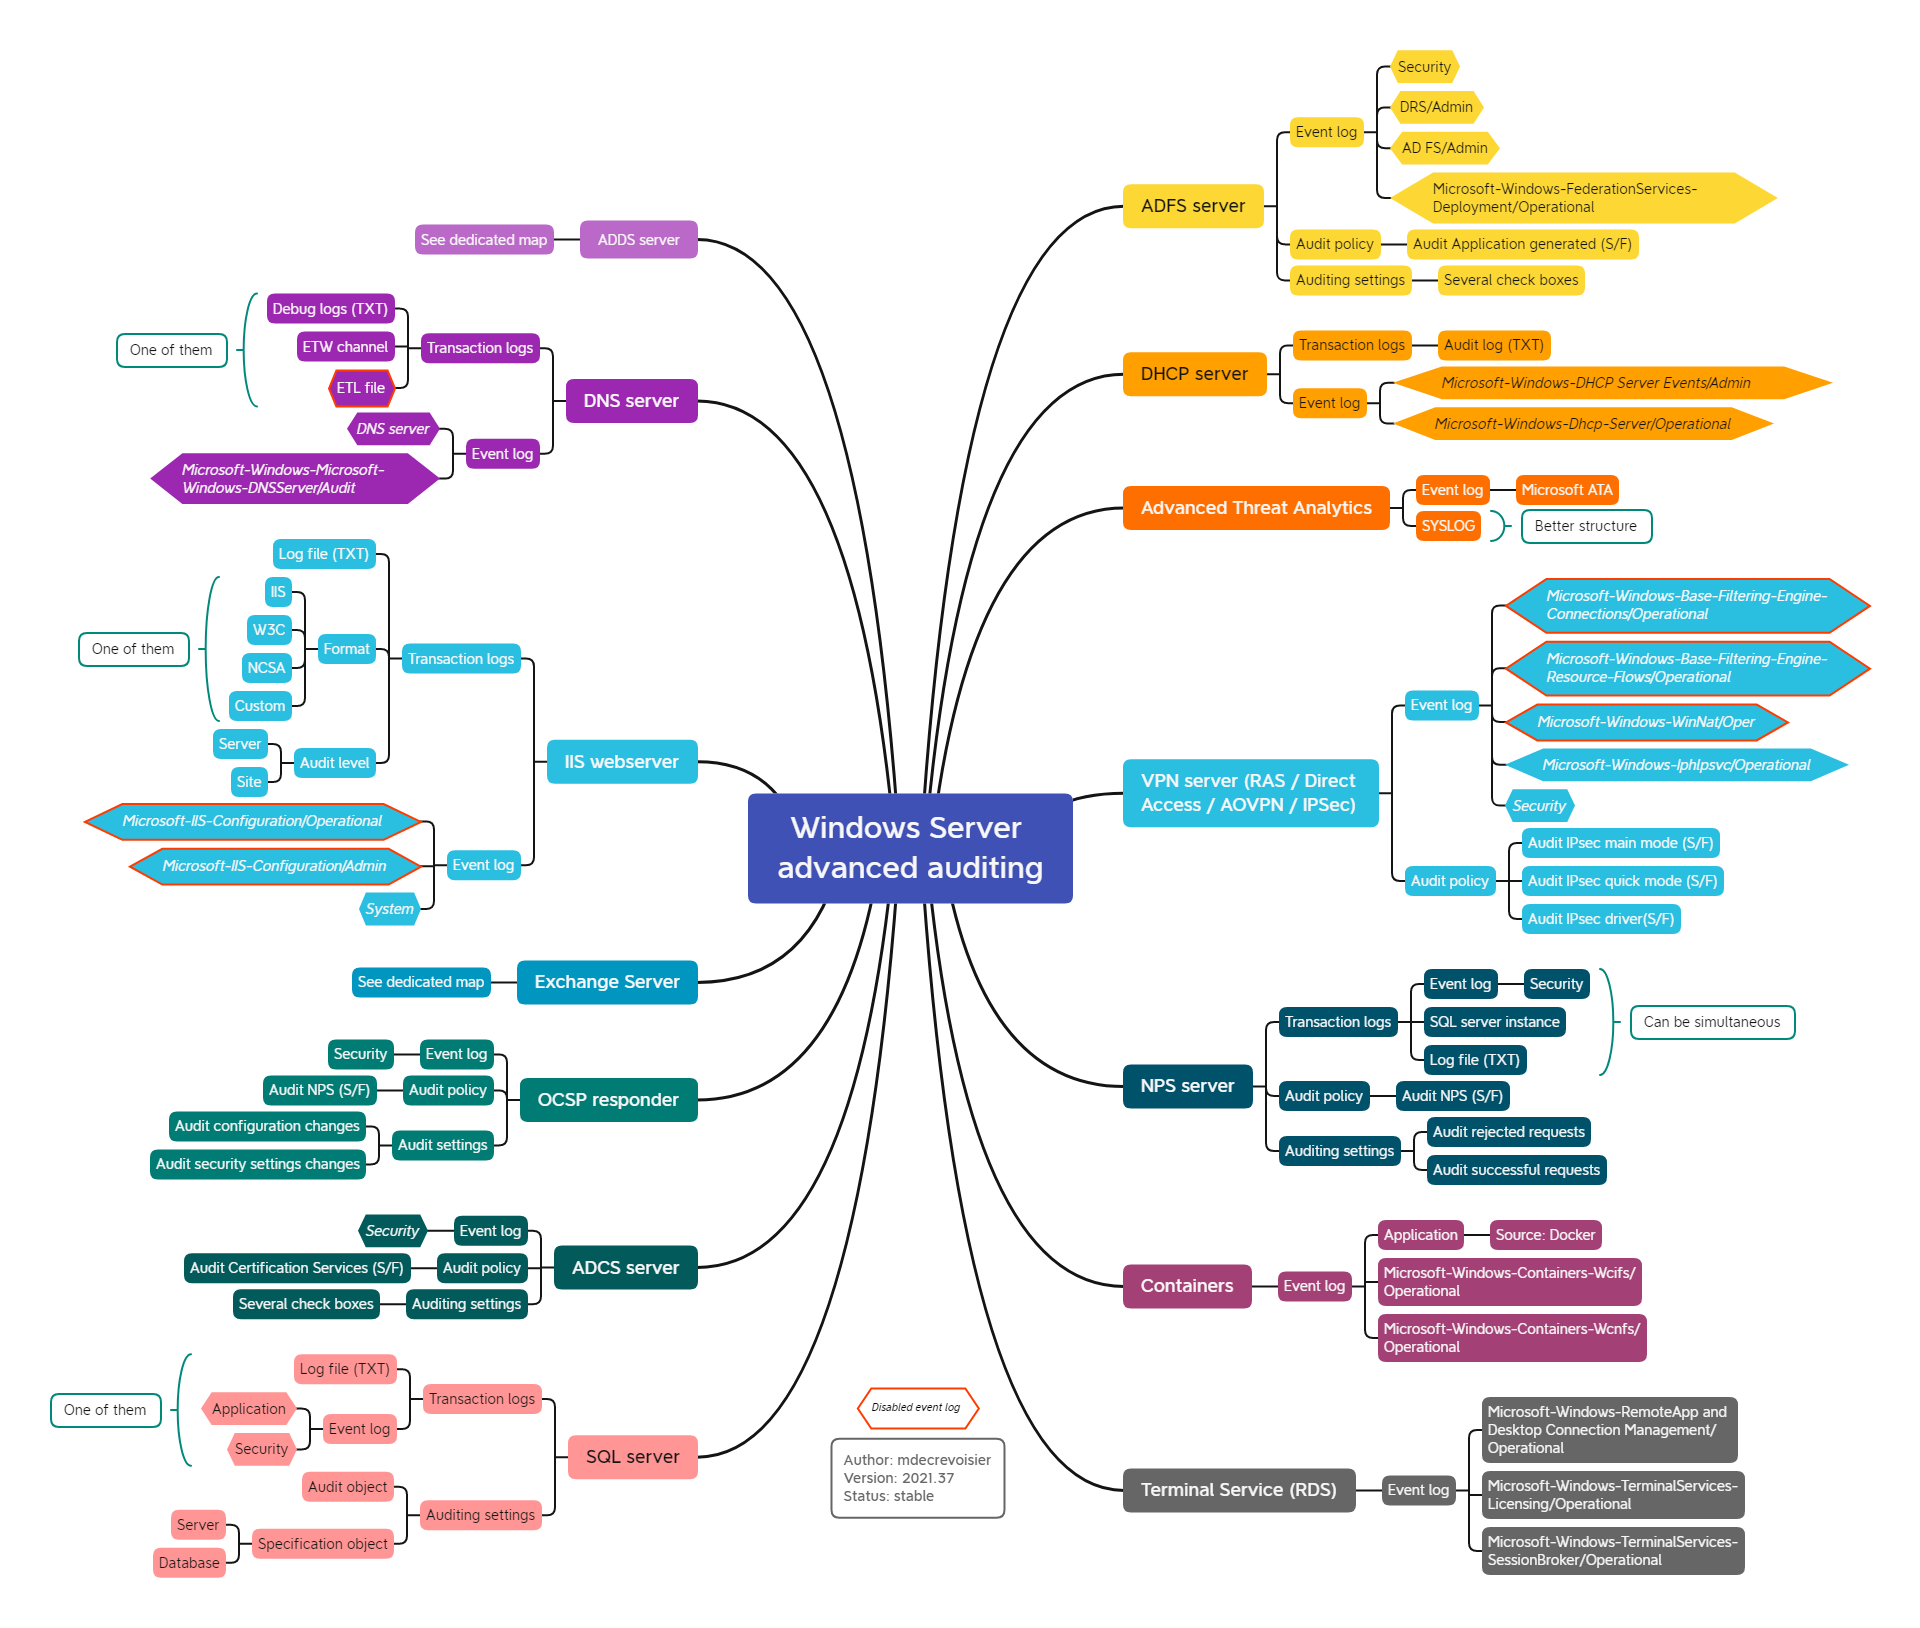 Windows Server
advanced auditing
ADDS server
See dedicated map
DNS server
Transaction logs
Debug logs (TXT)
ETW channel
ETL file
One of them
Event log
DNS server
Microsoft-Windows-Microsoft-
Windows-DNSServer/Audit
IIS webserver
Transaction logs
Log file (TXT)
Format
IIS
W3C
NCSA
Custom
One of them
Audit level
Server
Site
Event log
Microsoft-IIS-Configuration/Operational
Microsoft-IIS-Configuration/Admin
System
Exchange Server
See dedicated map
OCSP responder
Event log
Security
Audit policy
Audit NPS (S/F)
Audit settings
Audit configuration changes
Audit security settings changes
ADCS server
Event log
Security
Audit policy
Audit Certification Services (S/F)
Auditing settings
Several check boxes
SQL server
Transaction logs
Log file (TXT)
Event log
Application
Security
One of them
Auditing settings
Audit object
Specification object
Server
Database
ADFS server
Event log
Security
DRS/Admin
AD FS/Admin
Microsoft-Windows-FederationServices-
Deployment/Operational
Audit policy
Audit Application generated (S/F)
Auditing settings
Several check boxes
DHCP server
Transaction logs
Audit log (TXT)
Event log
Microsoft-Windows-DHCP Server Events/Admin
Microsoft-Windows-Dhcp-Server/Operational
Advanced Threat Analytics
Event log
Microsoft ATA
SYSLOG
Better structure
VPN server (RAS / Direct
Access / AOVPN / IPSec)
Event log
Microsoft-Windows-Base-Filtering-Engine-
Connections/Operational
Microsoft-Windows-Base-Filtering-Engine-
Resource-Flows/Operational
Microsoft-Windows-WinNat/Oper
Microsoft-Windows-Iphlpsvc/Operational
Security
Audit policy
Audit IPsec main mode (S/F)
Audit IPsec quick mode (S/F)
Audit IPsec driver(S/F)
NPS server
Transaction logs
Event log
Security
SQL server instance
Log file (TXT)
Can be simultaneous
Audit policy
Audit NPS (S/F)
Auditing settings
Audit rejected requests
Audit successful requests
Containers
Event log
Application
Source: Docker
Microsoft-Windows-Containers-Wcifs/
Operational
Microsoft-Windows-Containers-Wcnfs/
Operational
Terminal Service (RDS)
Event log
Microsoft-Windows-RemoteApp and
Desktop Connection Management/
Operational
Microsoft-Windows-TerminalServices-
Licensing/Operational
Microsoft-Windows-TerminalServices-
SessionBroker/Operational
Disabled event log
Author: mdecrevoisier
Version: 2021.37
Status: stable